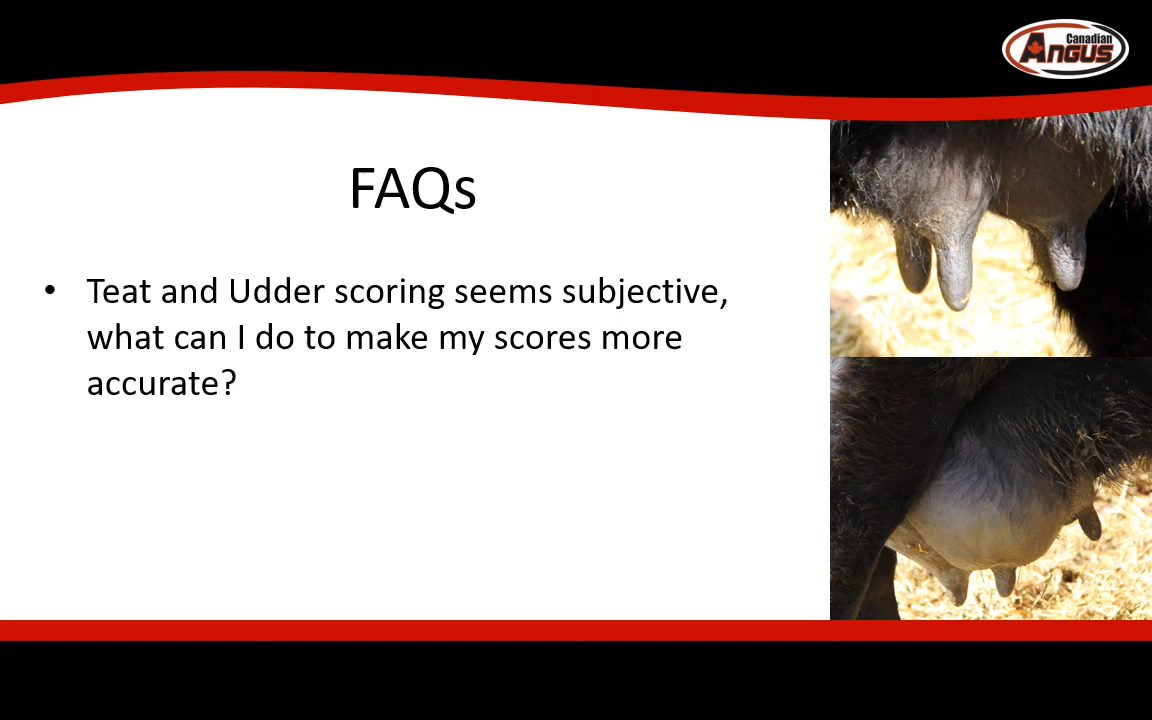 Canadian
ANGUS
FAQs
• Teat and Udder scoring seems subjective,
what can I do to make my scores more
accurate?